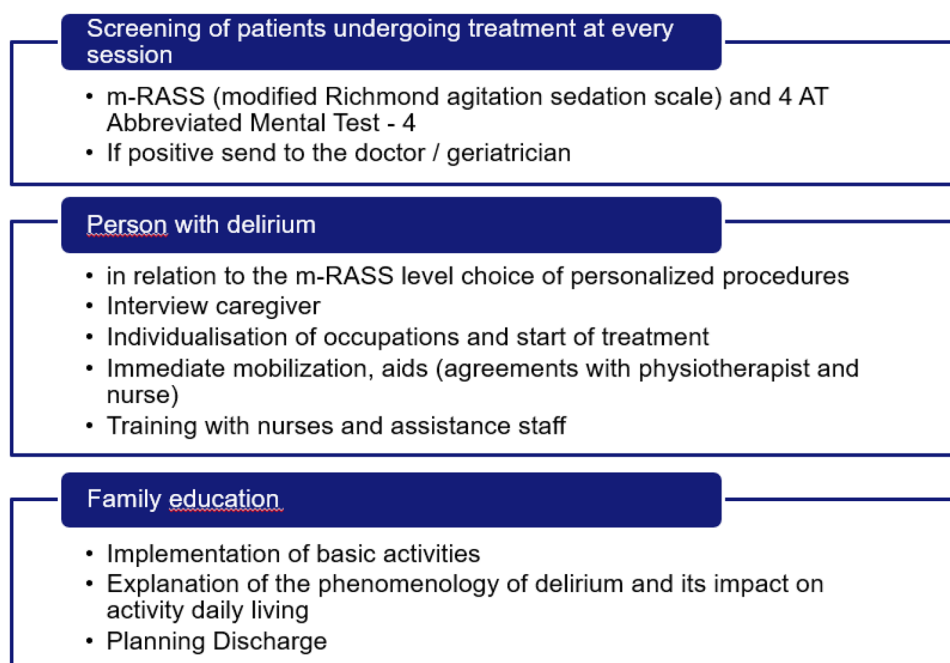 Screening of patients undergoing treatment at every
session
• m-RASS (modified Richmond agitation sedation scale) and 4 AT
Abbreviated Mental Test - 4
• If positive send to the doctor / geriatrician
Person with delirium
• in relation to the m-RASS level choice of personalized procedures
• Interview caregiver
• Individualisation of occupations and start of treatment
• Immediate mobilization, aids (agreements with physiotherapist and
nurse)
• Training with nurses and assistance staff
Family education
• Implementation of basic activities
• Explanation of the phenomenology of delirium and its impact on
activity daily living
• Planning Discharge